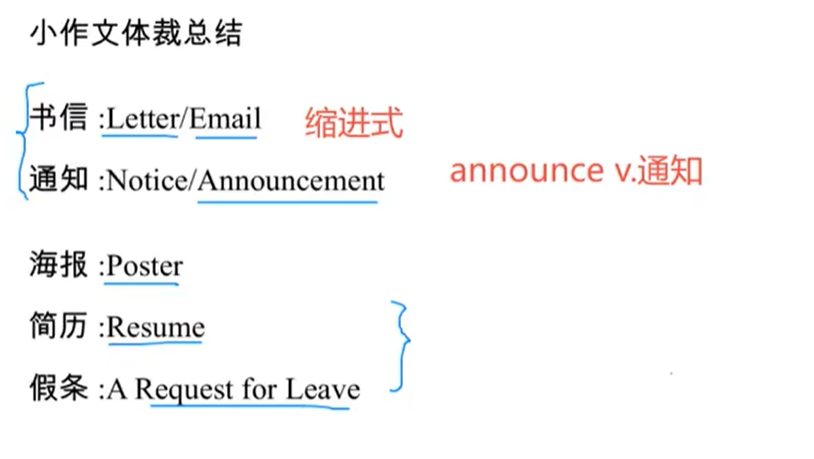 小作文体裁总结
书信 :Letter/Email 缩进式
通知 :Notice/Announcement announce v.通知
海报 :Poster
简历 :Resume
假条 :A Request for Leave